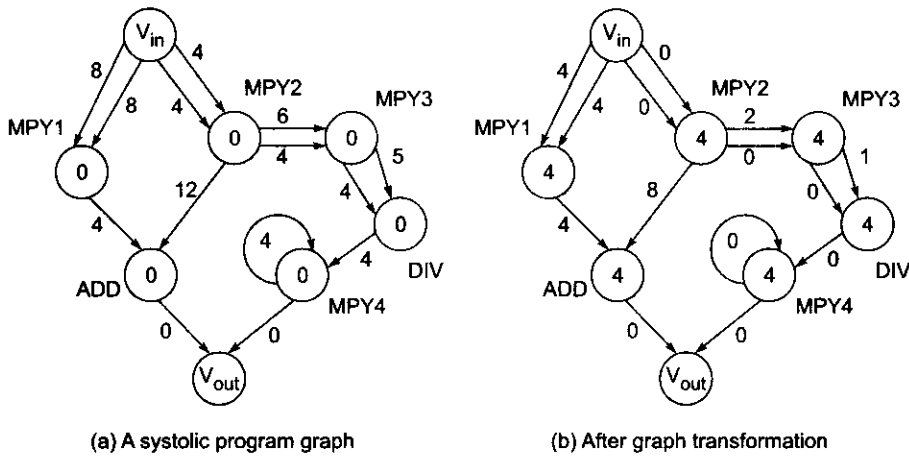 V_in
8
8
4
4
MPY1
MPY2
MPY3
6
4
0
0
0
5
4
12
4
4
4
ADD
0
0
0
DIV
MPY4
0
0
V_out
(a) A systolic program graph
V_in
4
4
0
0
MPY1
MPY2
MPY3
2
0
4
4
4
1
0
8
4
0
0
ADD
4
4
4
DIV
MPY4
0
0
V_out
(b) After graph transformation